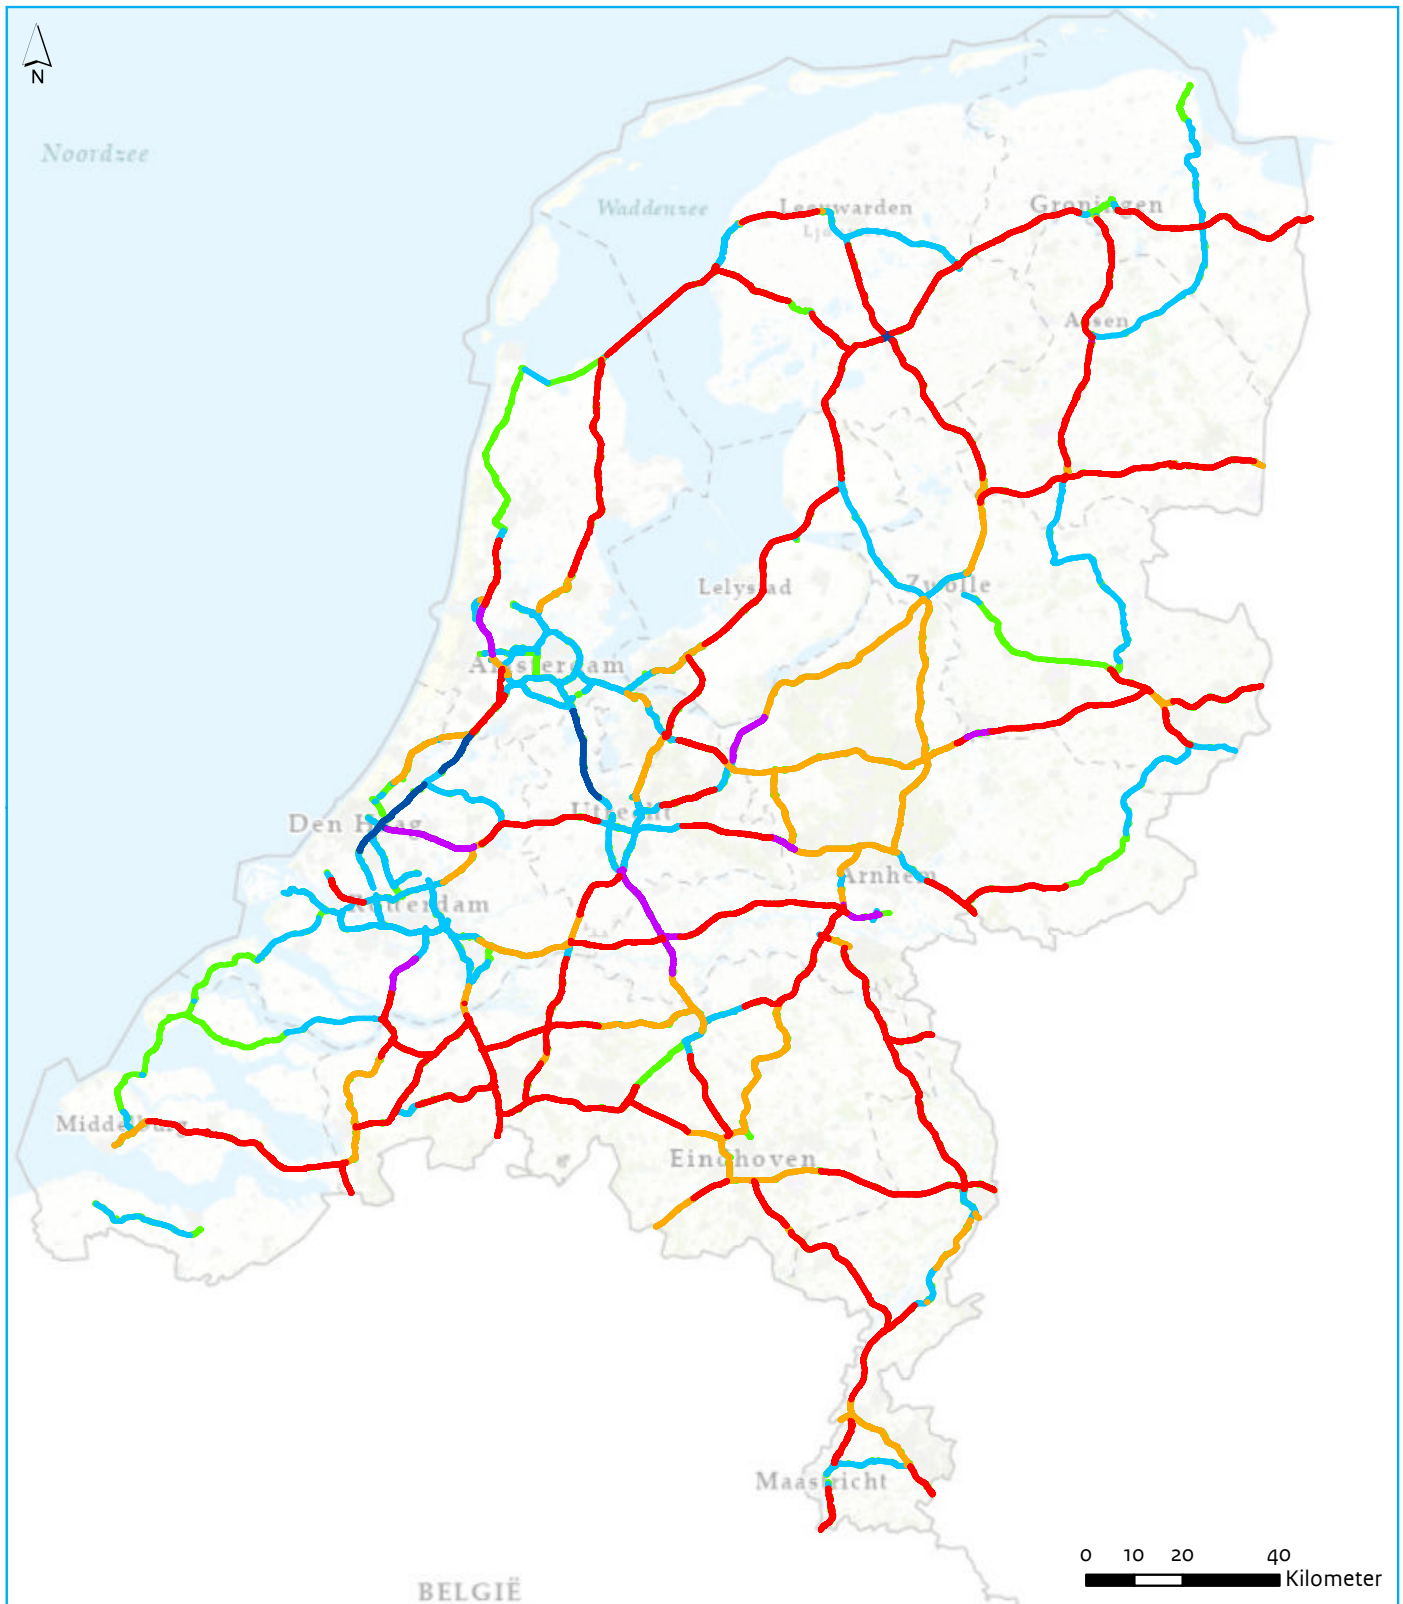 N
Noordzee
Waddenzee
Leeuwarden
Groningen
Assen
Lelystad
Zwolle
Amsterdam
Utrecht
Den Haag
Arnhem
Rotterdam
Middelburg
Eindhoven
Maastricht
BELGIË
0 10 20 40
Kilometer